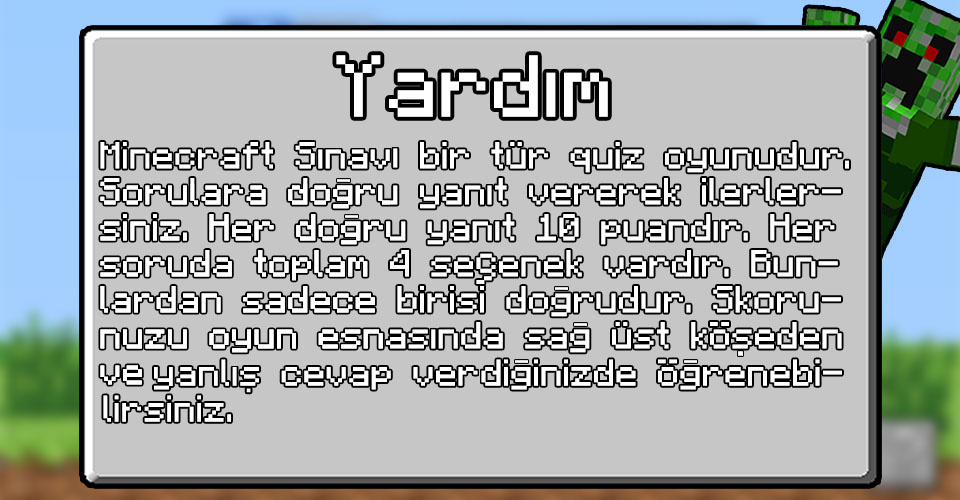 Yardım
Minecraft Sınavı bir tür quiz oyunudur.
Sorulara doğru yanıt vererek ilerler-
siniz. Her doğru yanıt 10 puandır. Her
soruda toplam 4 seçenek vardır. Bun-
lardan sadece birisi doğrudur. Skoru-
nuzu oyun esnasında sağ üst köşeden
ve yanlış cevap verdiğinizde öğrenebi-
lirsiniz.